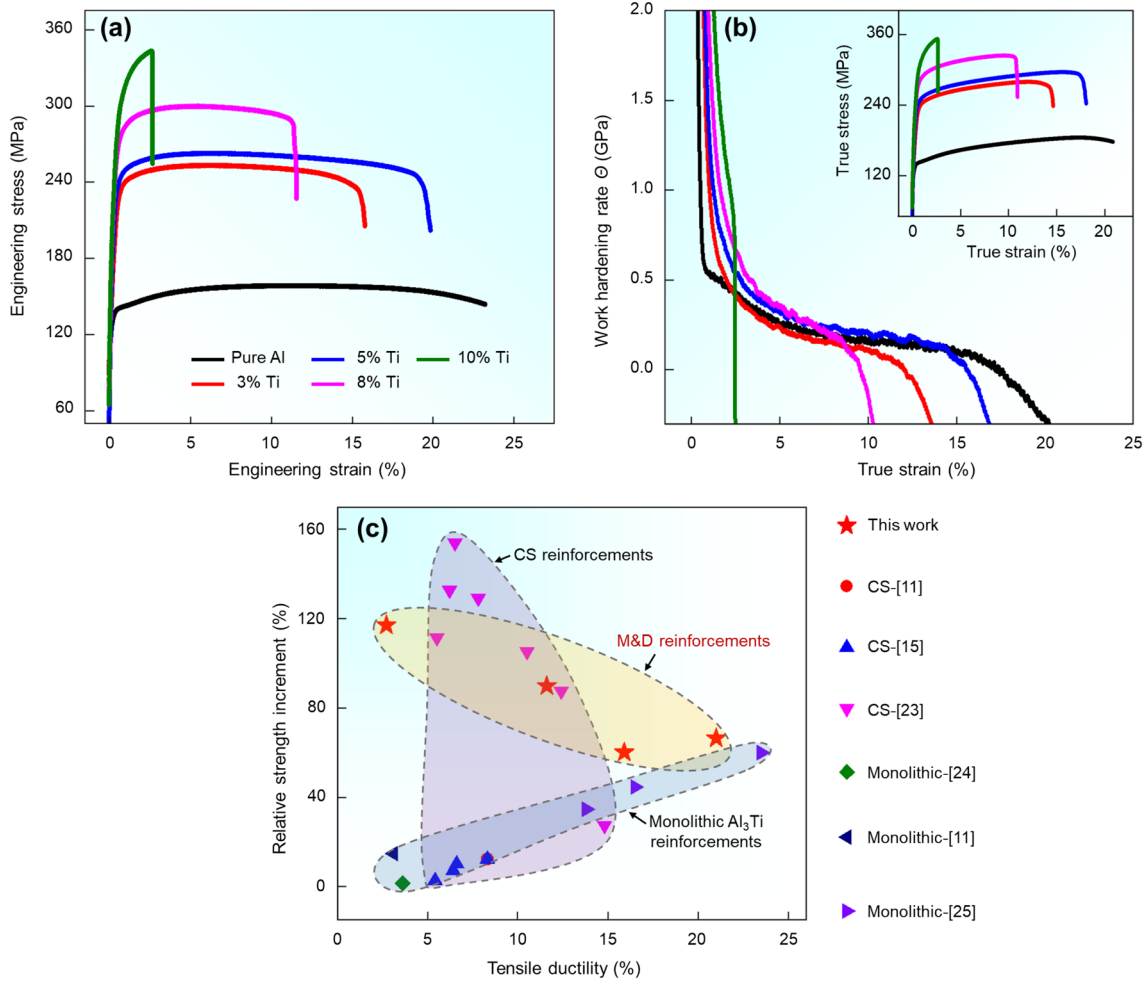 (a)
360
300
240
180
120
60
Engineering stress (MPa)
Pure Al
5% Ti
10% Ti
3% Ti
8% Ti
0
5
10
15
20
25
Engineering strain (%)
(b)
2.0
1.5
1.0
0.5
0.0
Work hardening rate Θ (GPa)
0
5
10
15
20
25
True strain (%)
360
240
120
True stress (MPa)
0
5
10
15
20
True strain (%)
(c)
160
120
80
40
0
Relative strength increment (%)
CS reinforcements
M&D reinforcements
Monolithic Al₃Ti
reinforcements
0
5
10
15
20
25
Tensile ductility (%)
This work
CS-[11]
CS-[15]
CS-[23]
Monolithic-[24]
Monolithic-[11]
Monolithic-[25]